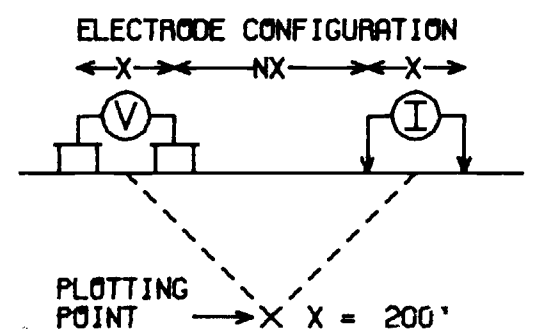 ELECTRODE CONFIGURATION
X NX X
V I
PLOTTING
POINT X X = 200'